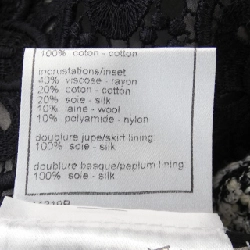 100% coton - cotton
incrustations/inset
40% viscose - rayon
20% coton - cotton
20% soie - silk
10% laine - wool
10% polyamide - nylon
doublure jupe/skirt lining
100% soie - silk
doublure basque/peplum lining
100% soie - silk